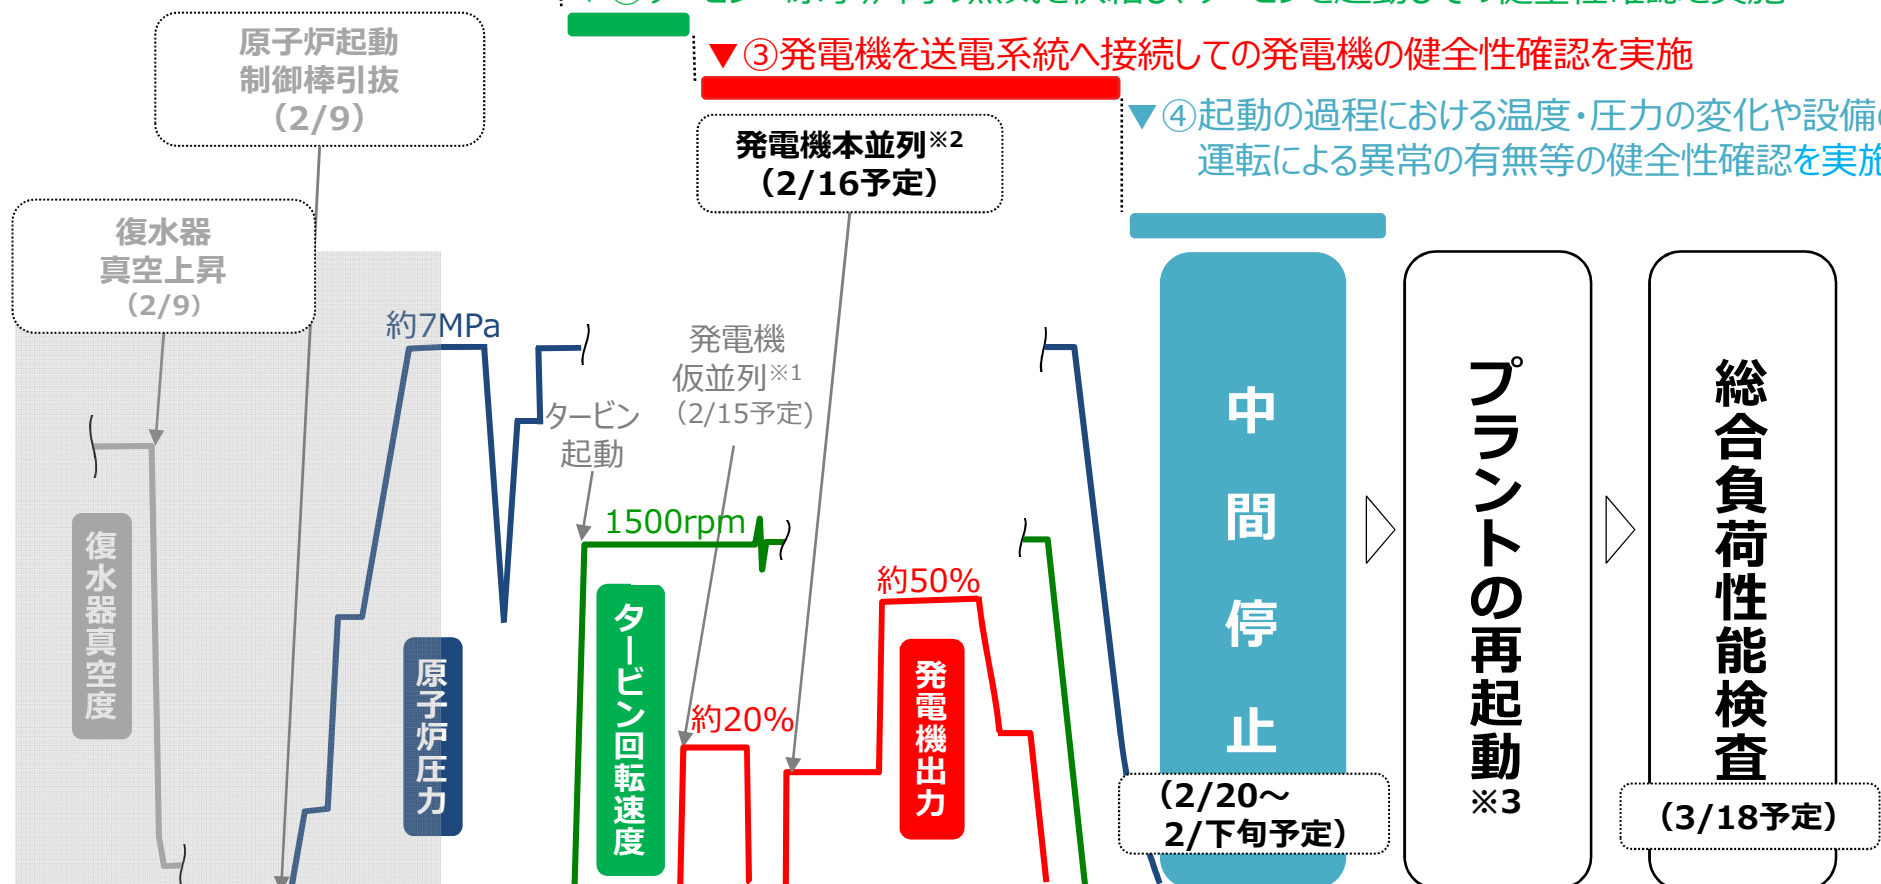 原子炉起動
制御棒引抜
（2/9）
▼③発電機を送電系統へ接続しての発電機の健全性確認を実施
発電機本並列※2
（2/16予定）
▼④起動の過程における温度・圧力の変化や設備の
運転による異常の有無等の健全性確認を実施
復水器
真空上昇
（2/9）
約7MPa
発電機
仮並列※1
（2/15予定）
タービン
起動
1500rpm
約50%
約20%
復水器真空度
原子炉圧力
タービン回転速度
発電機出力
中間停止
（2/20～
2/下旬予定）
プラントの再起動
※3
総合負荷性能検査
（3/18予定）